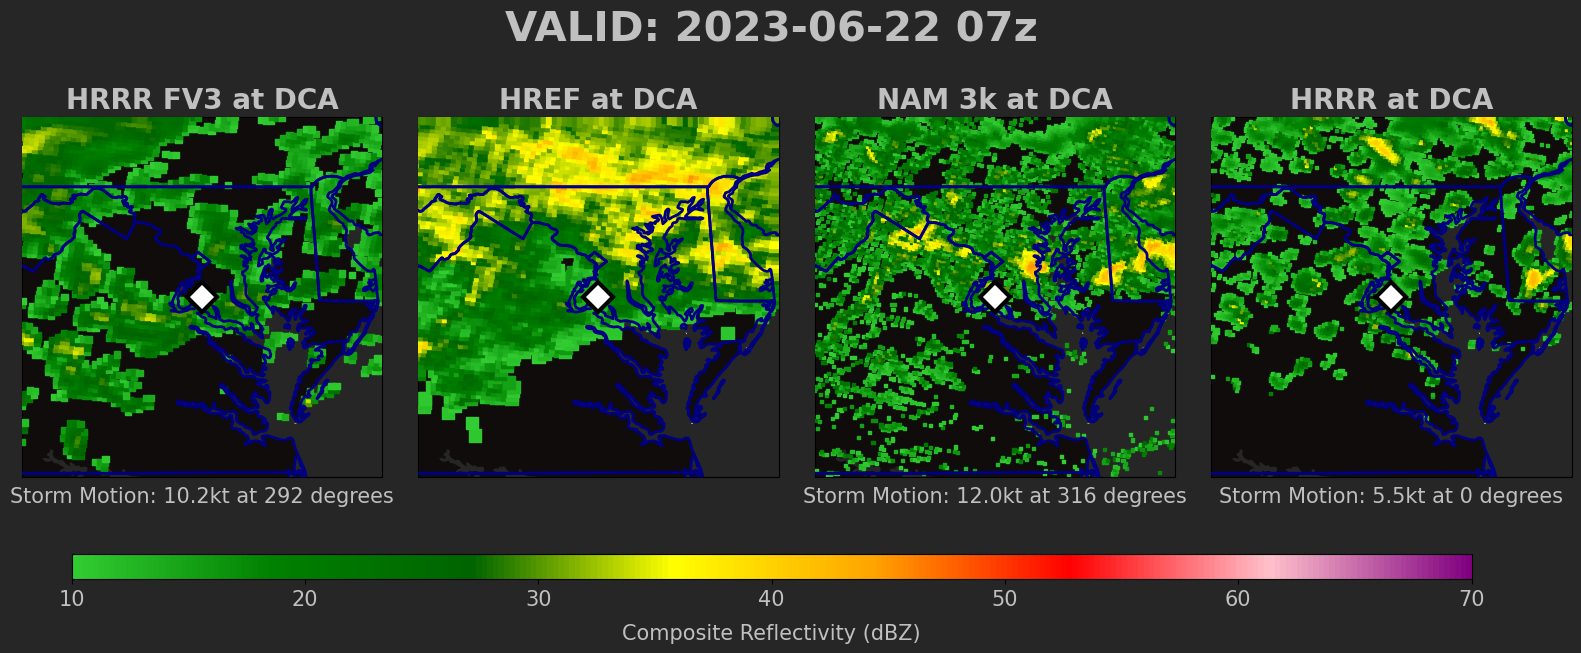 VALID: 2023-06-22 07z
HRRR FV3 at DCA
HREF at DCA
NAM 3k at DCA
HRRR at DCA
Storm Motion: 10.2kt at 292 degrees
Storm Motion: 12.0kt at 316 degrees
Storm Motion: 5.5kt at 0 degrees
10 20 30 40 50 60 70
Composite Reflectivity (dBZ)